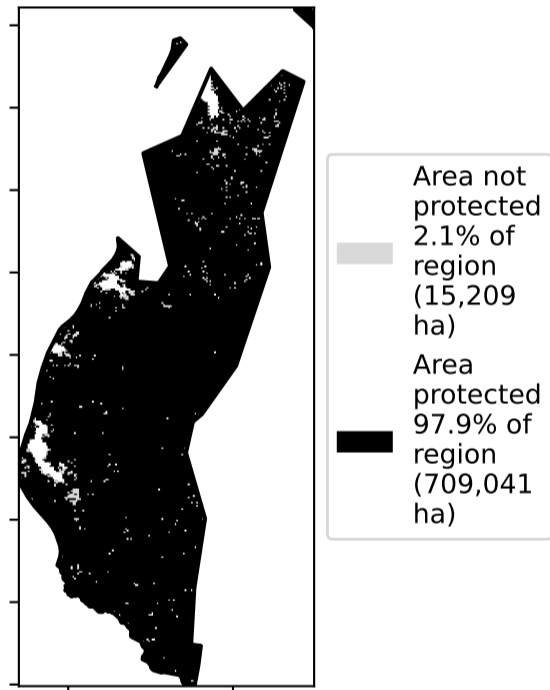 Area not
protected
2.1% of
region
(15,209
ha)
Area
protected
97.9% of
region
(709,041
ha)